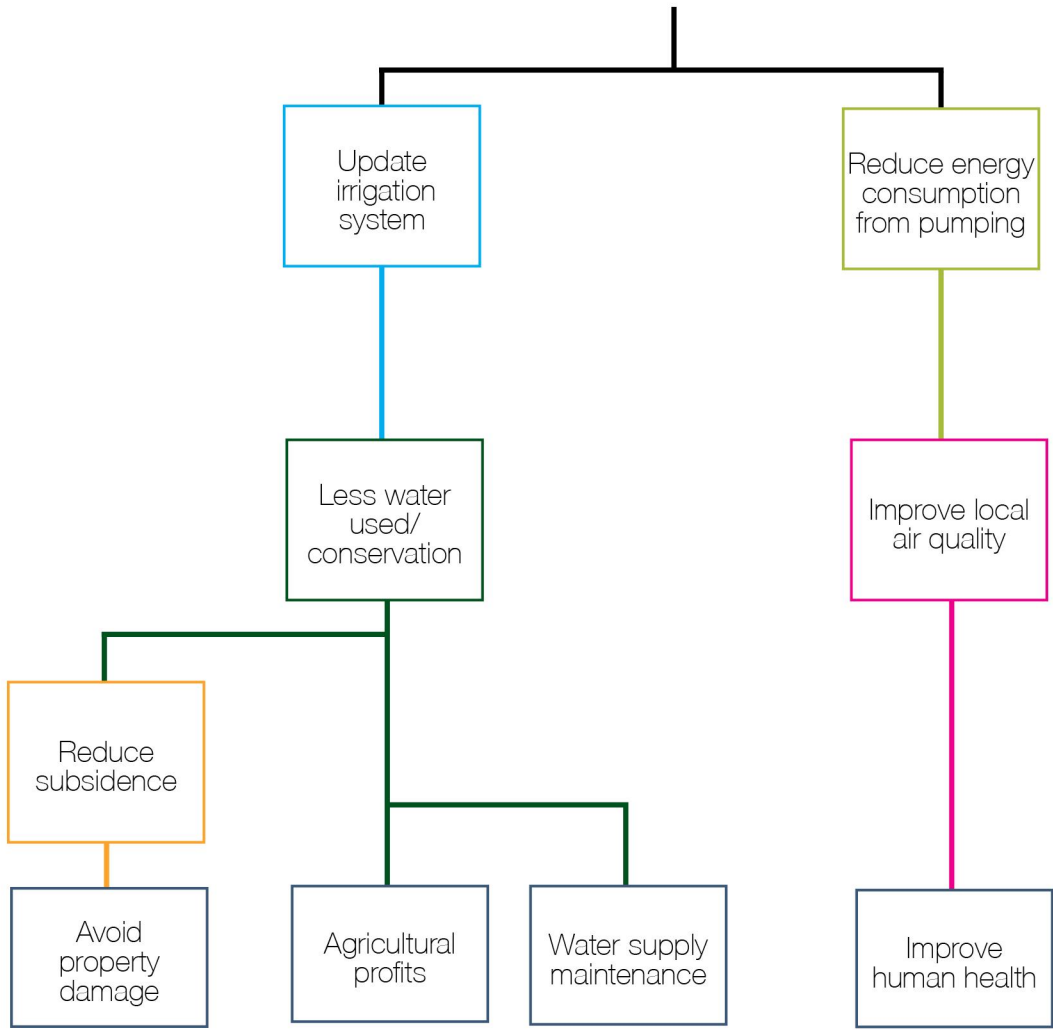 Update
irrigation
system
Reduce energy
consumption
from pumping
Less water
used/
conservation
Improve local
air quality
Reduce
subsidence
Avoid
property
damage
Agricultural
profits
Water supply
maintenance
Improve
human health